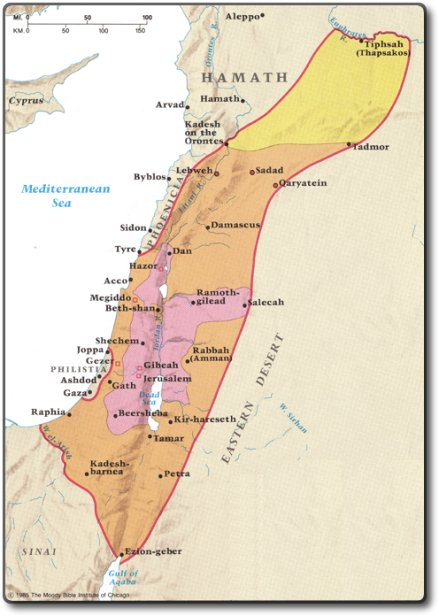 MI. 0 50 100
KM. 0 50 100 150
Aleppo
Euphrates
R.
Tiphsah
(Thapsakos)
Orontes R.
HAMATH
Cyprus
Arvad
Hamath
Kadesh
on the
Orontes
Tadmor
Byblos
Lebweh
Sadad
Qaryatein
Mediterranean
Sea
PHOENICIA
Litani R.
Sidon
Damascus
Tyre
Dan
Hazor
Acco
Megiddo
Beth-shan
Ramoth-
gilead
Salecah
Jordan R.
Shechem
Joppa
Gezer
Gibeah
Rabbah
(Amman)
PHILISTIA
Ashdod
Gath
Jerusalem
Gaza
Dead
Sea
EASTERN DESERT
Raphia
Beersheba
Kir-hareseth
W. Sirhan
Tamar
W. el-Arish
Kadesh-
barnea
Petra
SINAI
Ezion-geber
Gulf of
Aqaba
© 1985 The Moody Bible Institute of Chicago